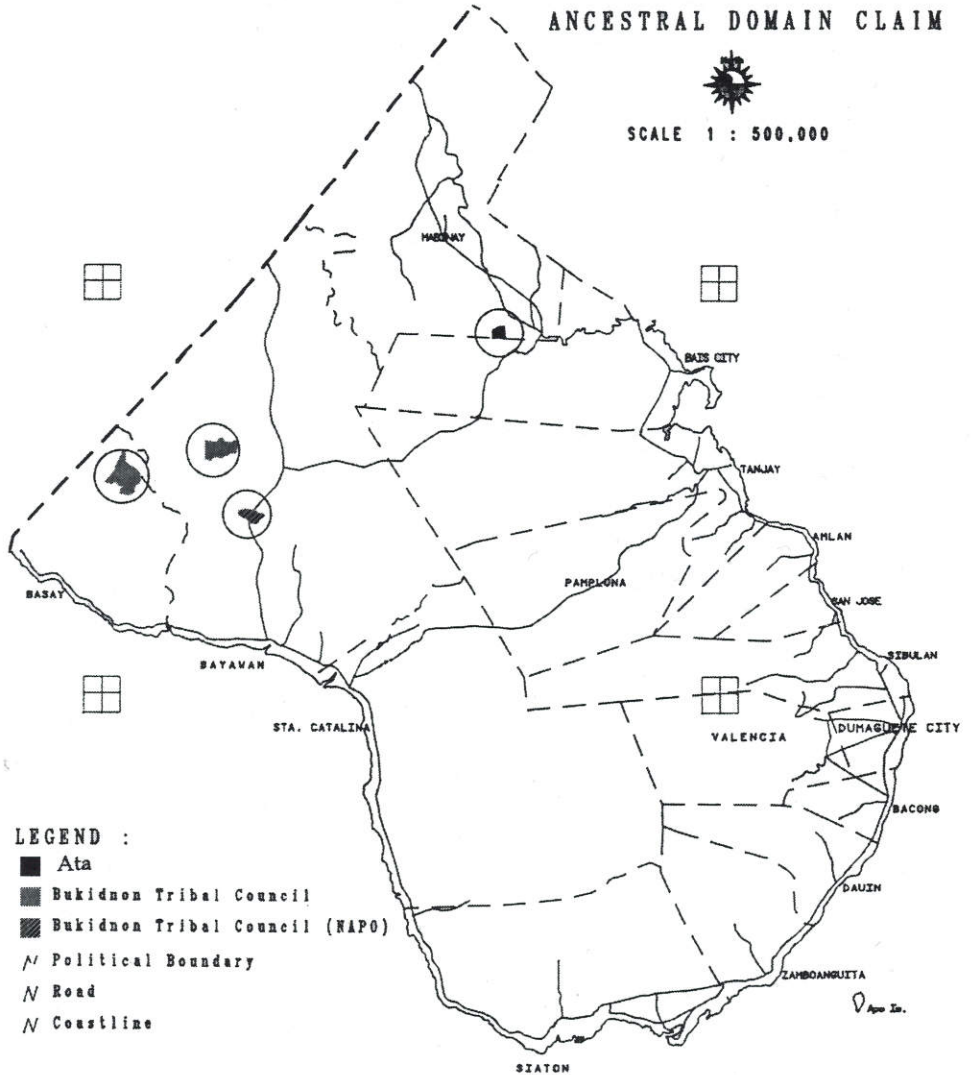 ANCESTRAL DOMAIN CLAIM
SCALE 1 : 500,000
MABINAY
BAIS CITY
TANJAY
AMLAN
PAMPLONA
BASAY
SAN JOSE
BAYAWAN
SIBULAN
STA. CATALINA
VALENCIA
DUMAGUETE CITY
BACONG
LEGEND :
Ata
Bukidnon Tribal Council
Bukidnon Tribal Council (NAPO)
Political Boundary
Road
Coastline
DAUIN
ZAMBOANGUITA
Apo Is.
SIATON